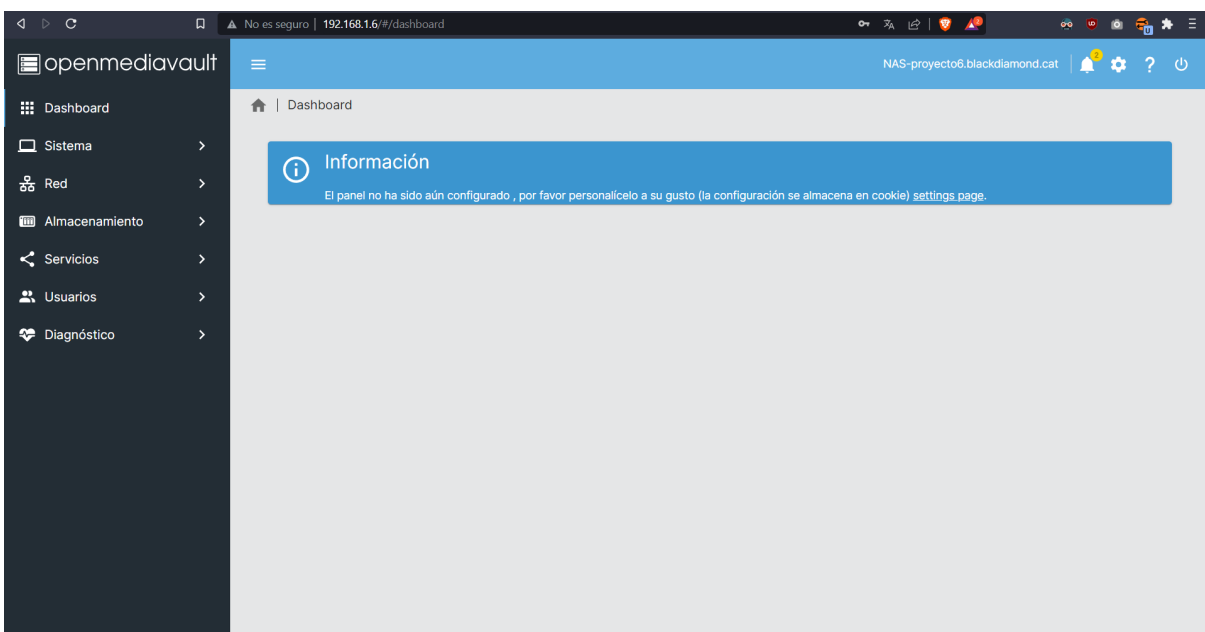 No es seguro | 192.168.1.6/#/dashboard
openmediavault
NAS-proyecto6.blackdiamond.cat
2
Dashboard
| Dashboard
Sistema
Red
Almacenamiento
Servicios
Usuarios
Diagnóstico
Información
El panel no ha sido aún configurado , por favor personalícelo a su gusto (la configuración se almacena en cookie) settings page.